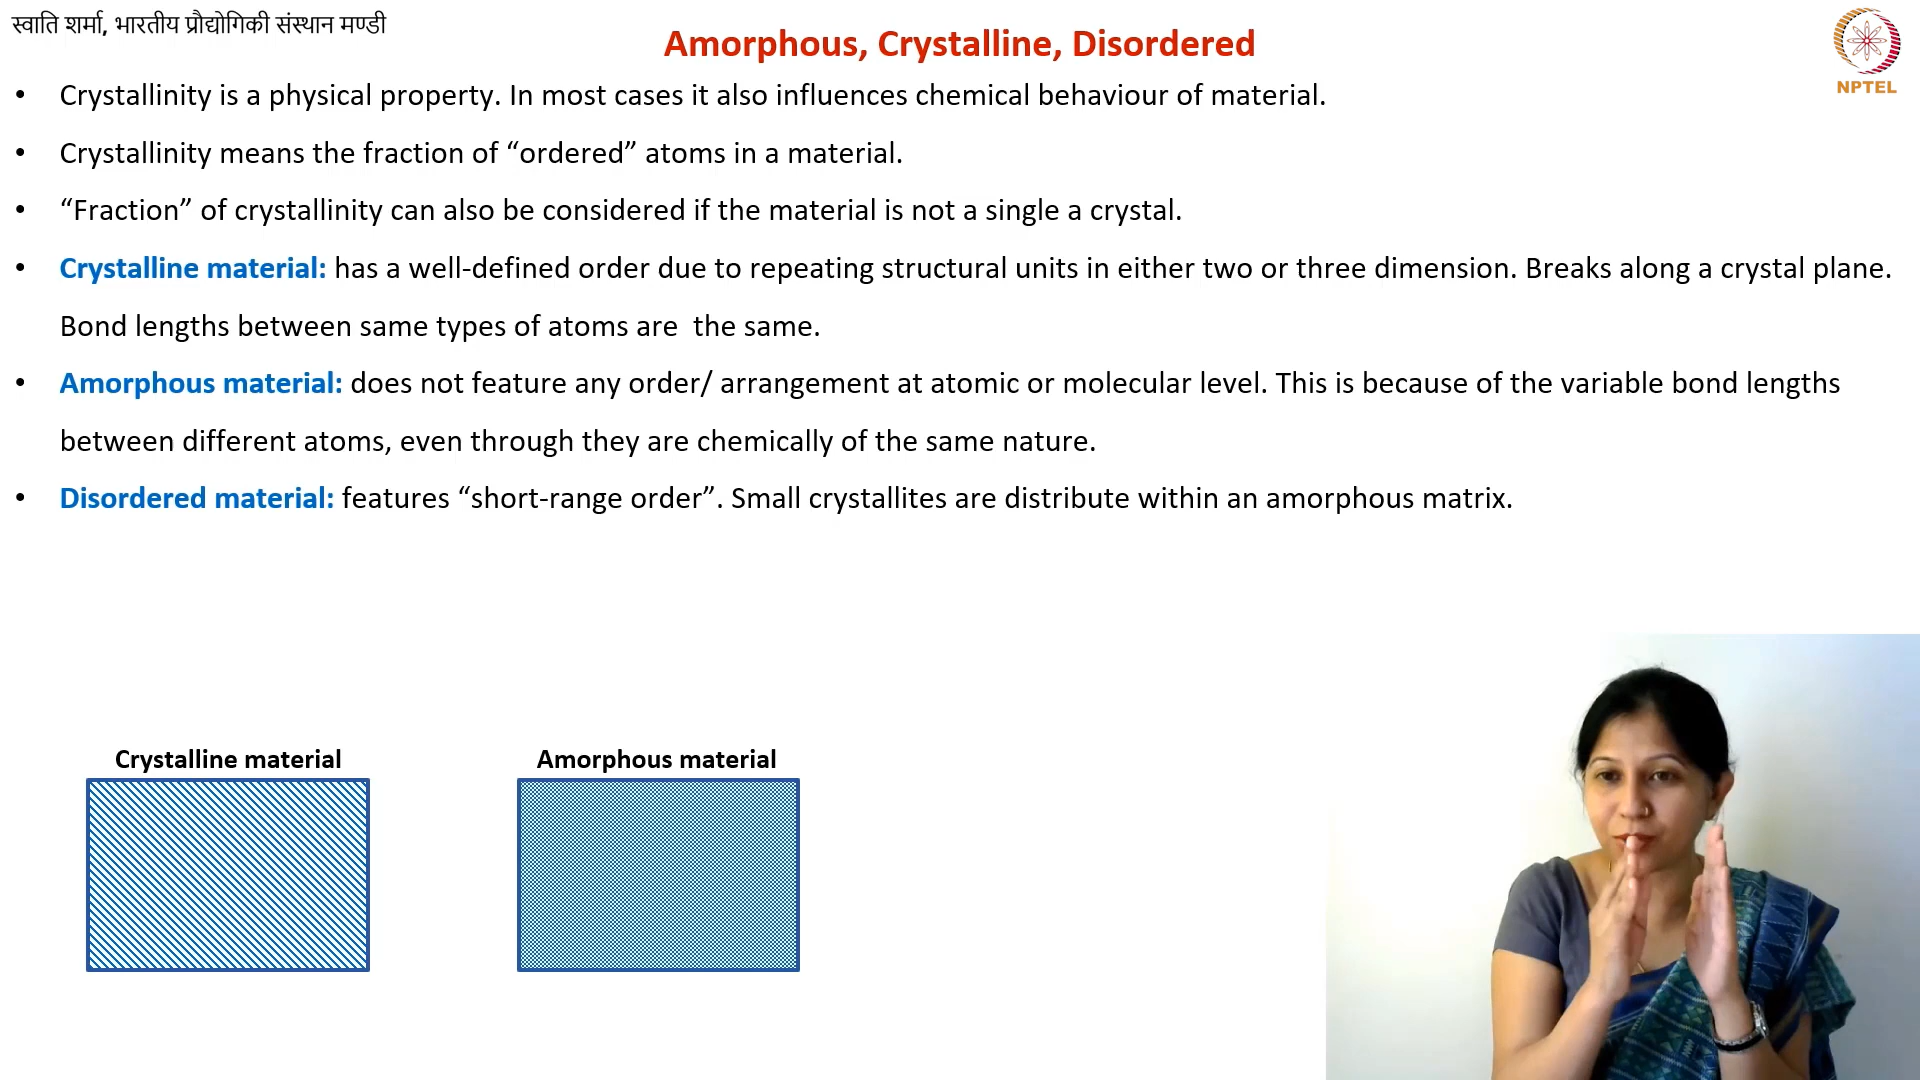 स्वाति शर्मा, भारतीय प्रौद्योगिकी संस्थान मण्डी
Amorphous, Crystalline, Disordered
NPTEL
• Crystallinity is a physical property. In most cases it also influences chemical behaviour of material.
• Crystallinity means the fraction of “ordered” atoms in a material.
• “Fraction” of crystallinity can also be considered if the material is not a single a crystal.
• Crystalline material: has a well-defined order due to repeating structural units in either two or three dimension. Breaks along a crystal plane.
Bond lengths between same types of atoms are  the same.
• Amorphous material: does not feature any order/ arrangement at atomic or molecular level. This is because of the variable bond lengths
between different atoms, even through they are chemically of the same nature.
• Disordered material: features “short-range order”. Small crystallites are distribute within an amorphous matrix.
Crystalline material
Amorphous material